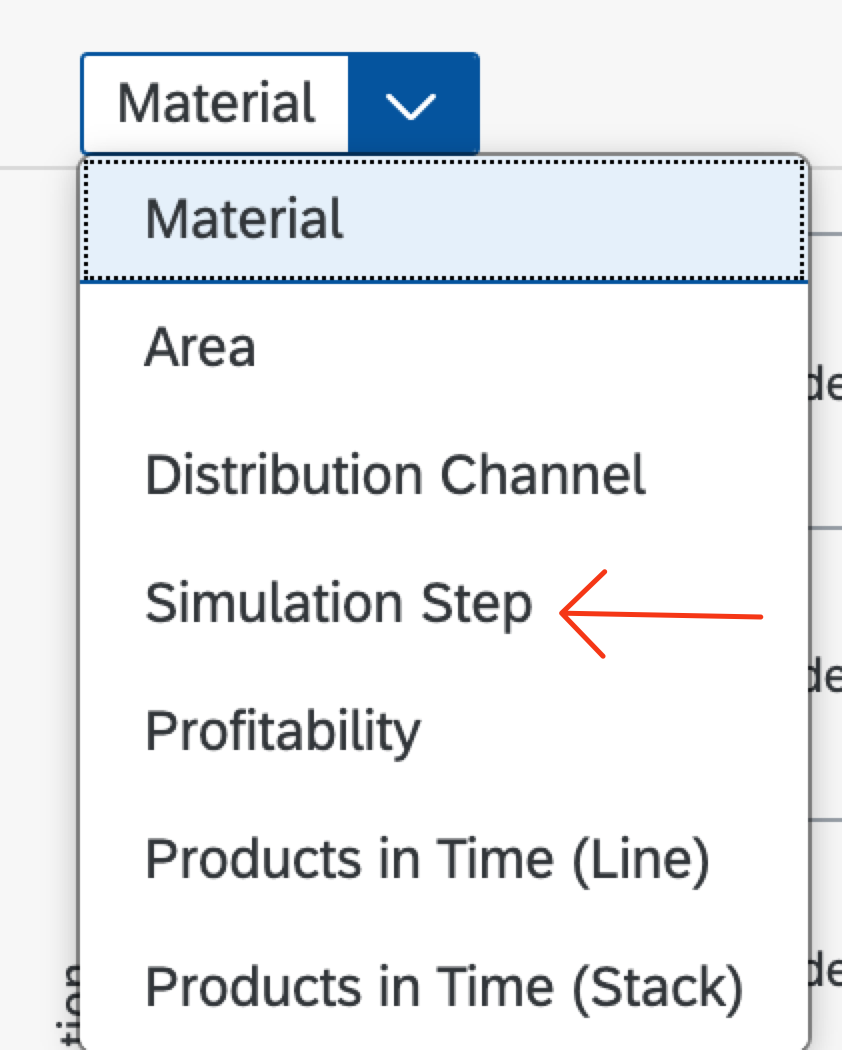 Material
Material
Area
Distribution Channel
Simulation Step
Profitability
Products in Time (Line)
Products in Time (Stack)